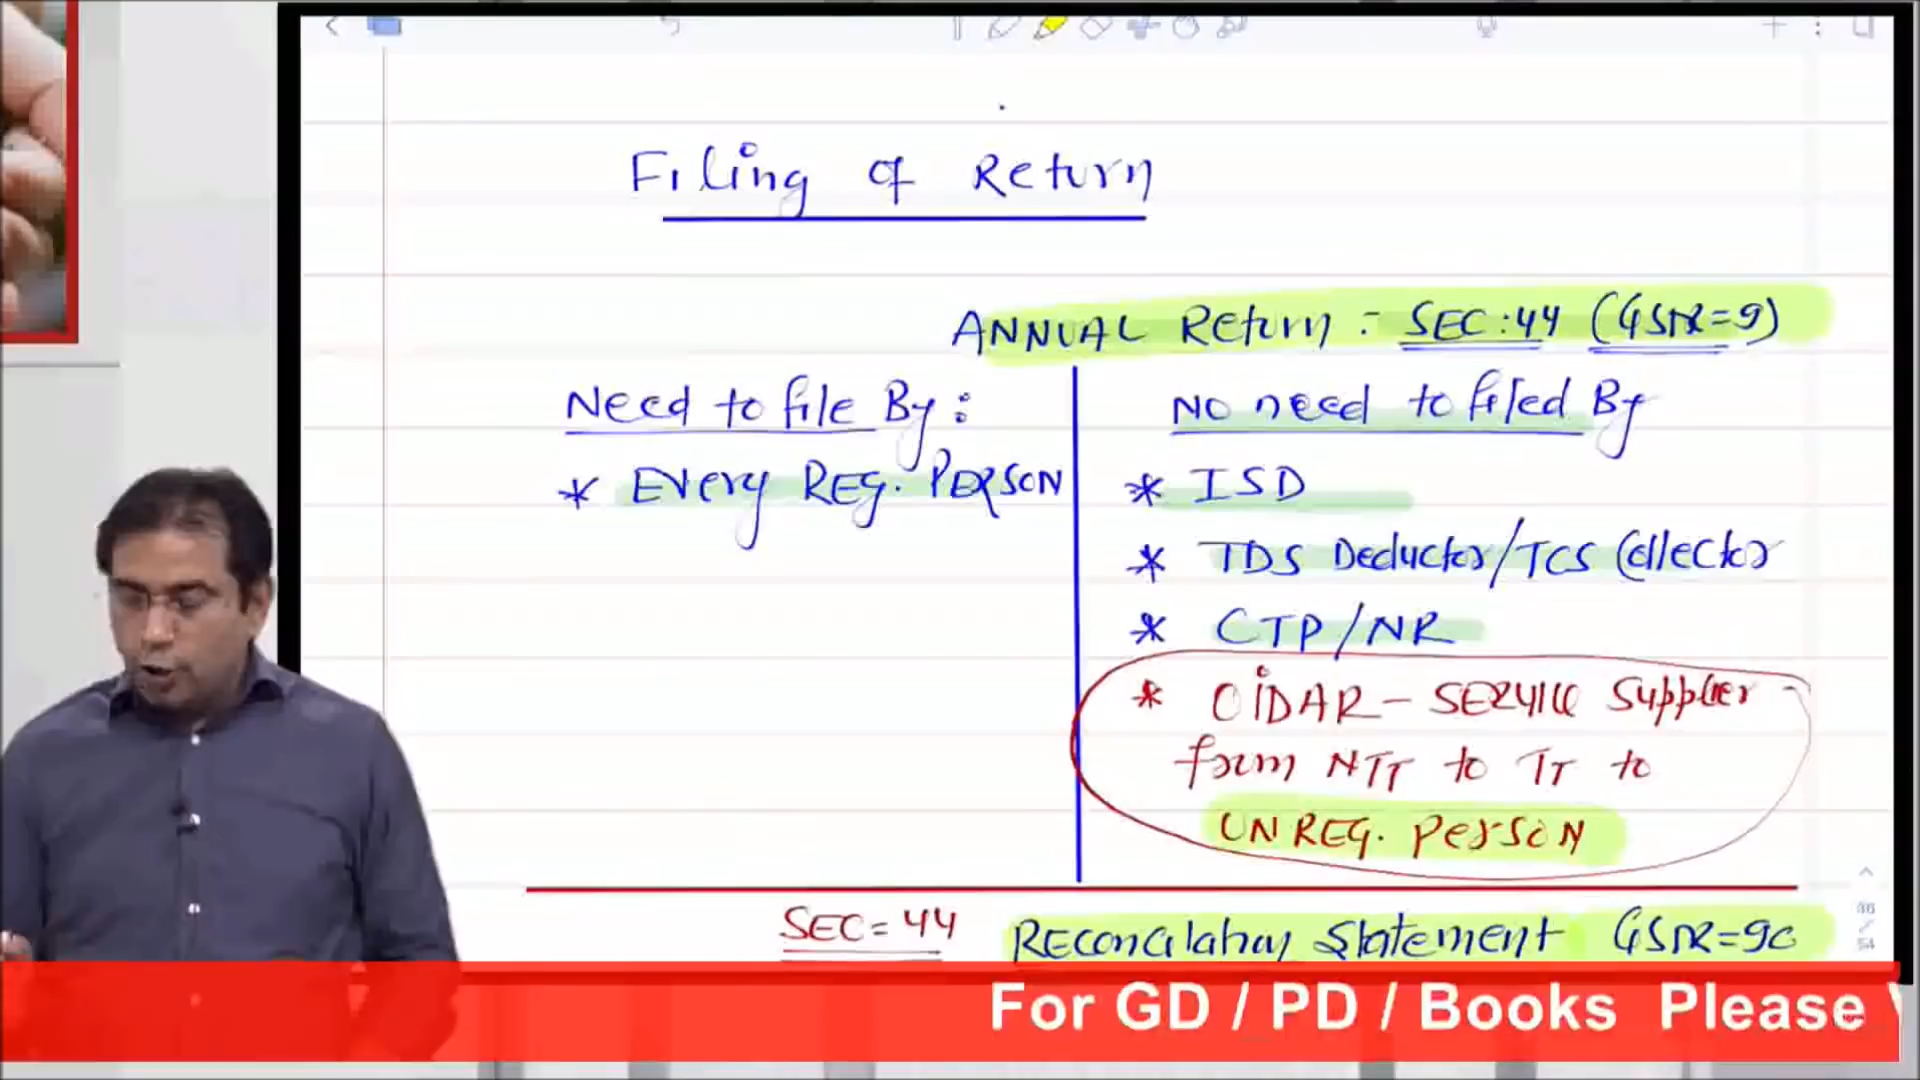 Filing of Return
ANNUAL Return : SEC:44 (GSTR=9)
Need to file By :
* Every REG. PERSON
NO need to filed By
* ISD
* TDS Deductor/TCS Collector
* CTP/NR
* OIDAR - SERVICE Supplier
from NTT to TT to
UNREG. Person
SEC = 44 Reconcilation Statement GSTR=9C
36
54
For GD / PD / Books Please